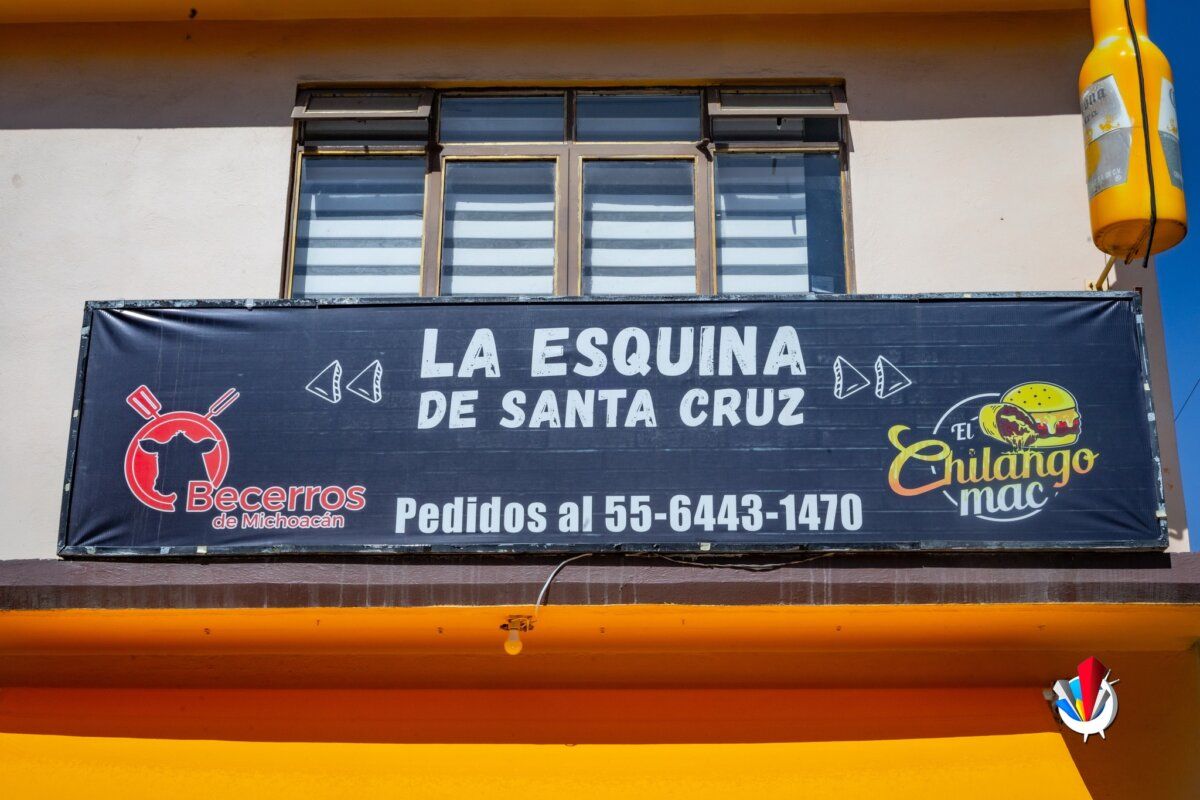 LA ESQUINA
DE SANTA CRUZ
Becerros
de Michoacán
Pedidos al 55-6443-1470
El
Chilango
mac